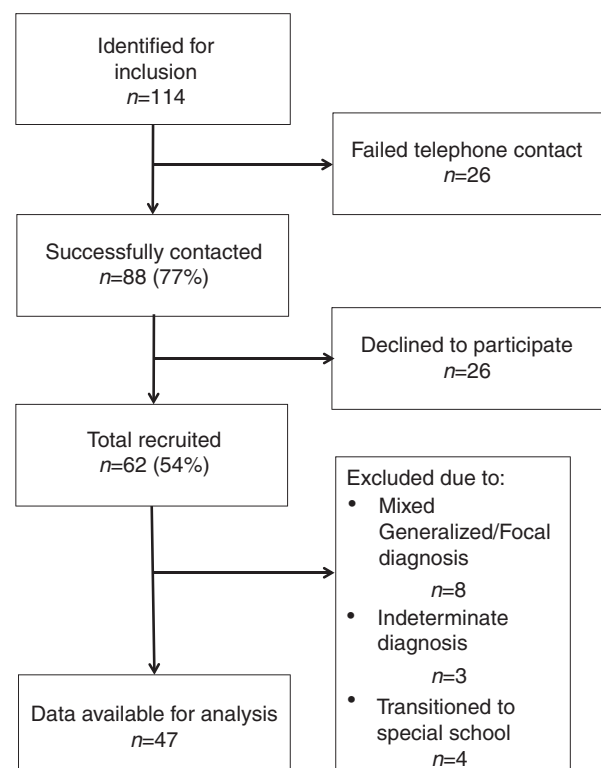 Identified for
inclusion
n=114
Failed telephone contact
n=26
Successfully contacted
n=88 (77%)
Declined to participate
n=26
Total recruited
n=62 (54%)
Excluded due to:
• Mixed
Generalized/Focal
diagnosis
n=8
• Indeterminate
diagnosis
n=3
• Transitioned to
special school
n=4
Data available for analysis
n=47